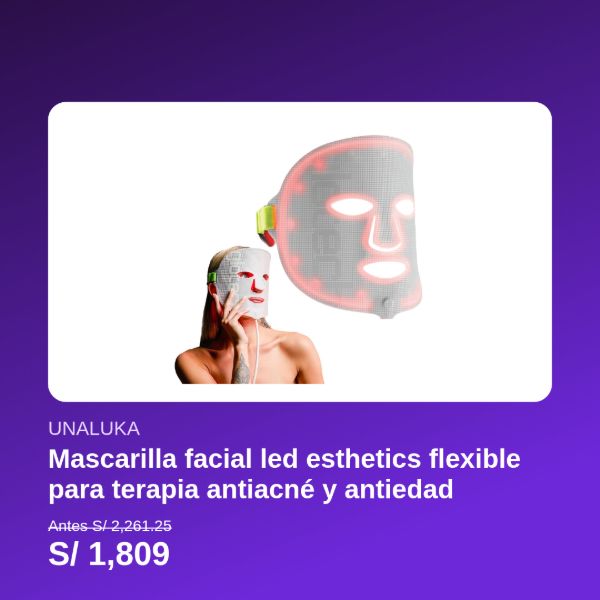 UNALUKA
Mascarilla facial led esthetics flexible
para terapia antiacné y antiedad
Antes S/ 2,261.25
S/ 1,809